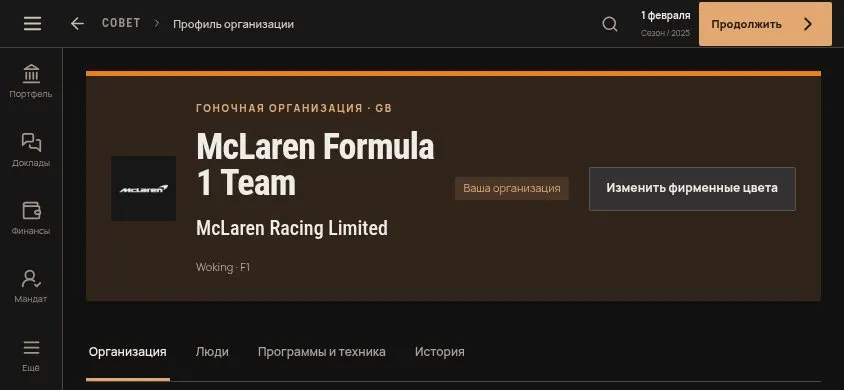 СОВЕТ
Профиль организации
1 февраля
Сезон / 2025
Продолжить
Портфель
Доклады
Финансы
Мандат
Ещё
ГОНОЧНАЯ ОРГАНИЗАЦИЯ · GB
McLaren
McLaren Formula
1 Team
McLaren Racing Limited
Woking · F1
Ваша организация
Изменить фирменные цвета
Организация
Люди
Программы и техника
История